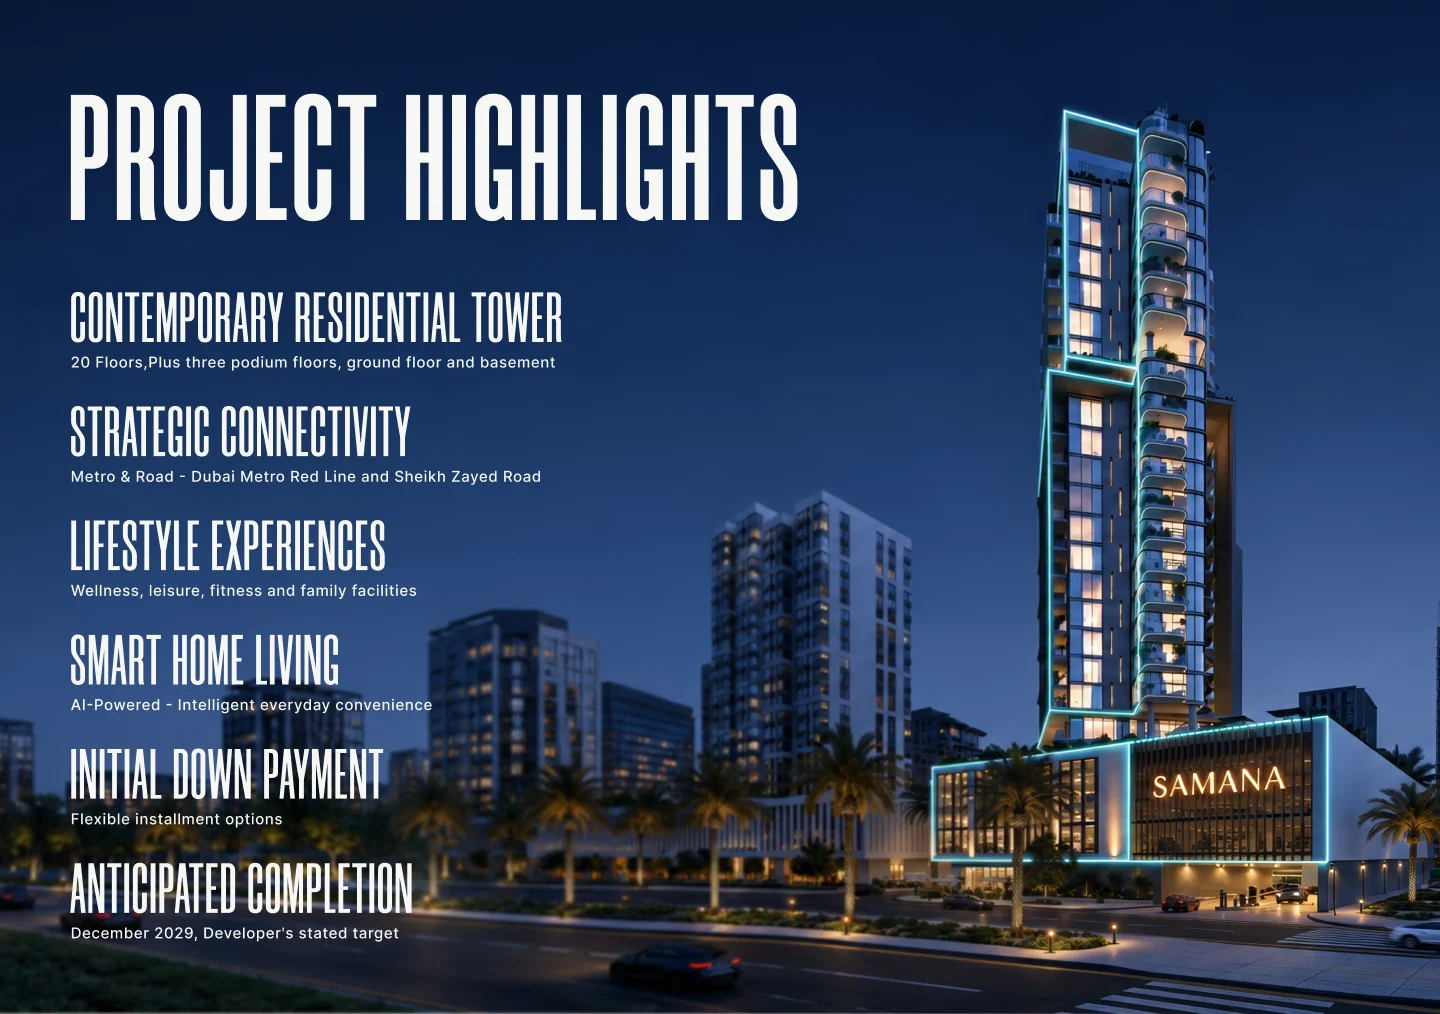 PROJECT HIGHLIGHTS
CONTEMPORARY RESIDENTIAL TOWER
20 Floors,Plus three podium floors, ground floor and basement
STRATEGIC CONNECTIVITY
Metro & Road - Dubai Metro Red Line and Sheikh Zayed Road
LIFESTYLE EXPERIENCES
Wellness, leisure, fitness and family facilities
SMART HOME LIVING
AI-Powered - Intelligent everyday convenience
INITIAL DOWN PAYMENT
Flexible installment options
ANTICIPATED COMPLETION
December 2029, Developer's stated target
SAMANA